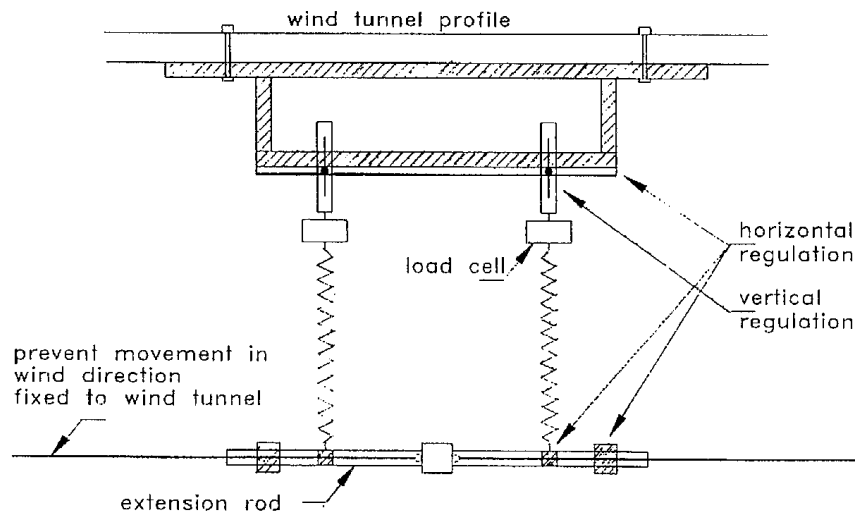 wind tunnel profile
load cell
horizontal
regulation
vertical
regulation
prevent movement in
wind direction
fixed to wind tunnel
extension rod